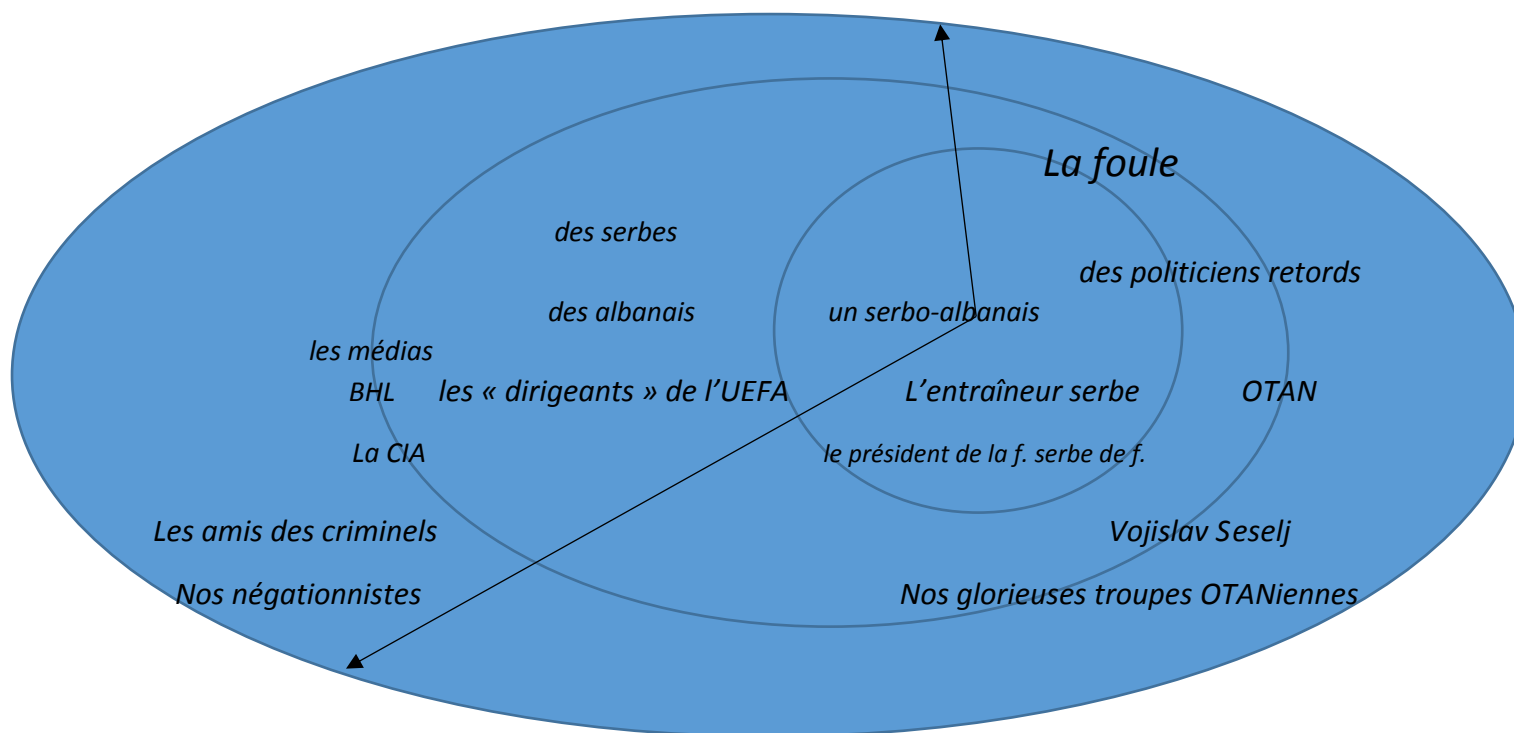 La foule
des serbes
des politiciens retords
des albanais
un serbo-albanais
les médias
BHL
les « dirigeants » de l’UEFA
L’entraîneur serbe
OTAN
La CIA
le président de la f. serbe de f.
Les amis des criminels
Vojislav Seselj
Nos négationnistes
Nos glorieuses troupes OTANiennes